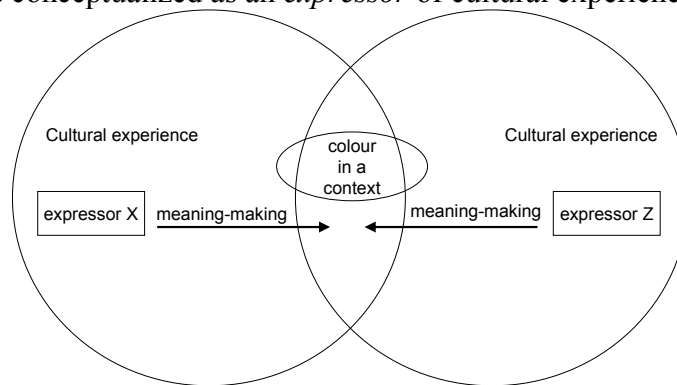 conceptualized as an expressor of cultural experienc
Cultural experience
Cultural experience
colour
in a
context
expressor X
meaning-making
meaning-making
expressor Z